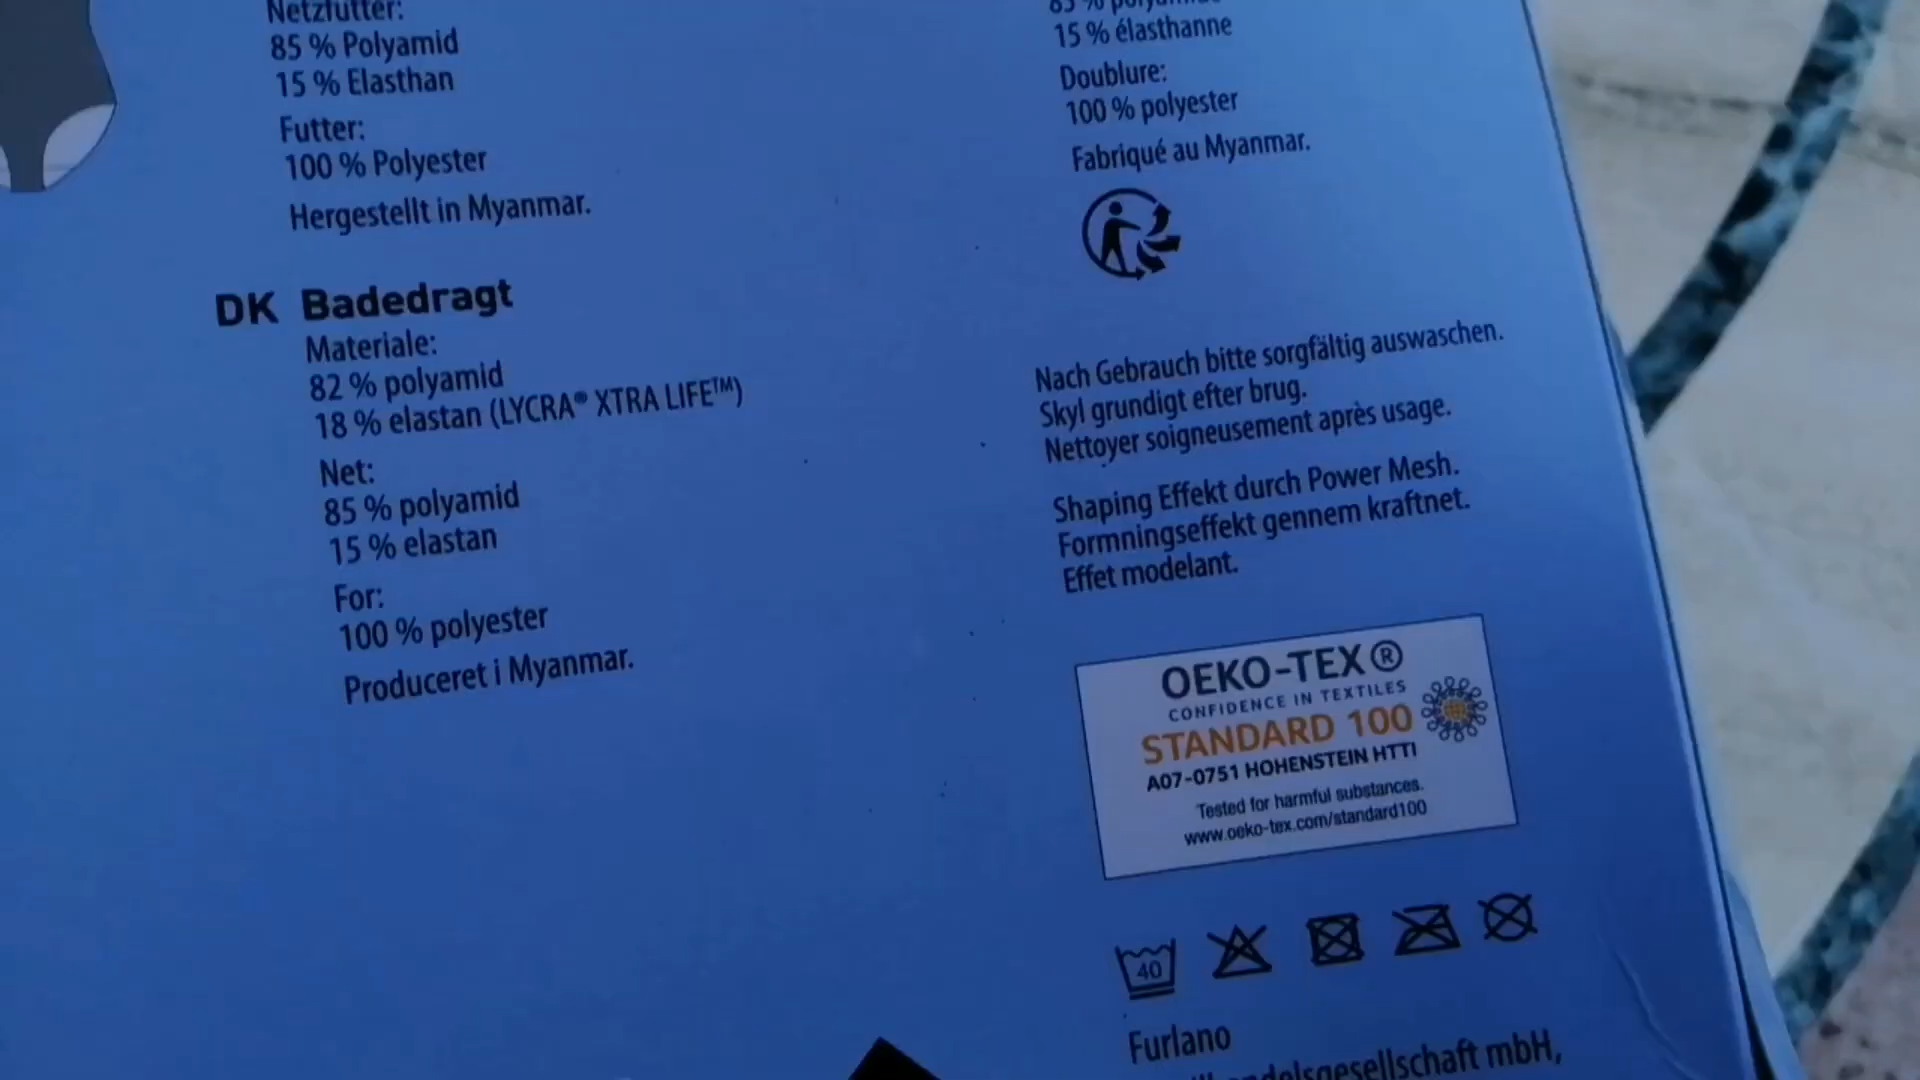 Netzfutter:
85 % Polyamid
15 % Elasthan
Futter:
100 % Polyester
Hergestellt in Myanmar.
DK Badedragt
Materiale:
82 % polyamid
18 % elastan (LYCRA® XTRA LIFE™)
Net:
85 % polyamid
15 % elastan
For:
100 % polyester
Produceret i Myanmar.
15 % élasthanne
Doublure:
100 % polyester
Fabriqué au Myanmar.
Nach Gebrauch bitte sorgfältig auswaschen.
Skyl grundigt efter brug.
Nettoyer soigneusement après usage.
Shaping Effekt durch Power Mesh.
Formningseffekt gennem kraftnet.
Effet modelant.
OEKO-TEX®
CONFIDENCE IN TEXTILES
STANDARD 100
A07-0751 HOHENSTEIN HTTI
Tested for harmful substances.
www.oeko-tex.com/standard100
40
Furlano
mbH,